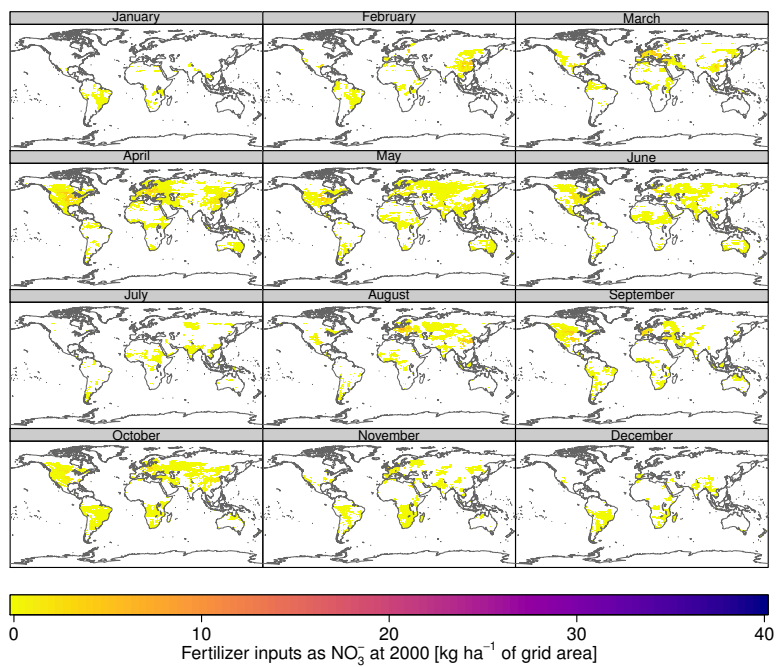 January February March
April May June
July August September
October November December
0 10 20 30 40
Fertilizer inputs as NO₃⁻ at 2000 [kg ha⁻¹ of grid area]